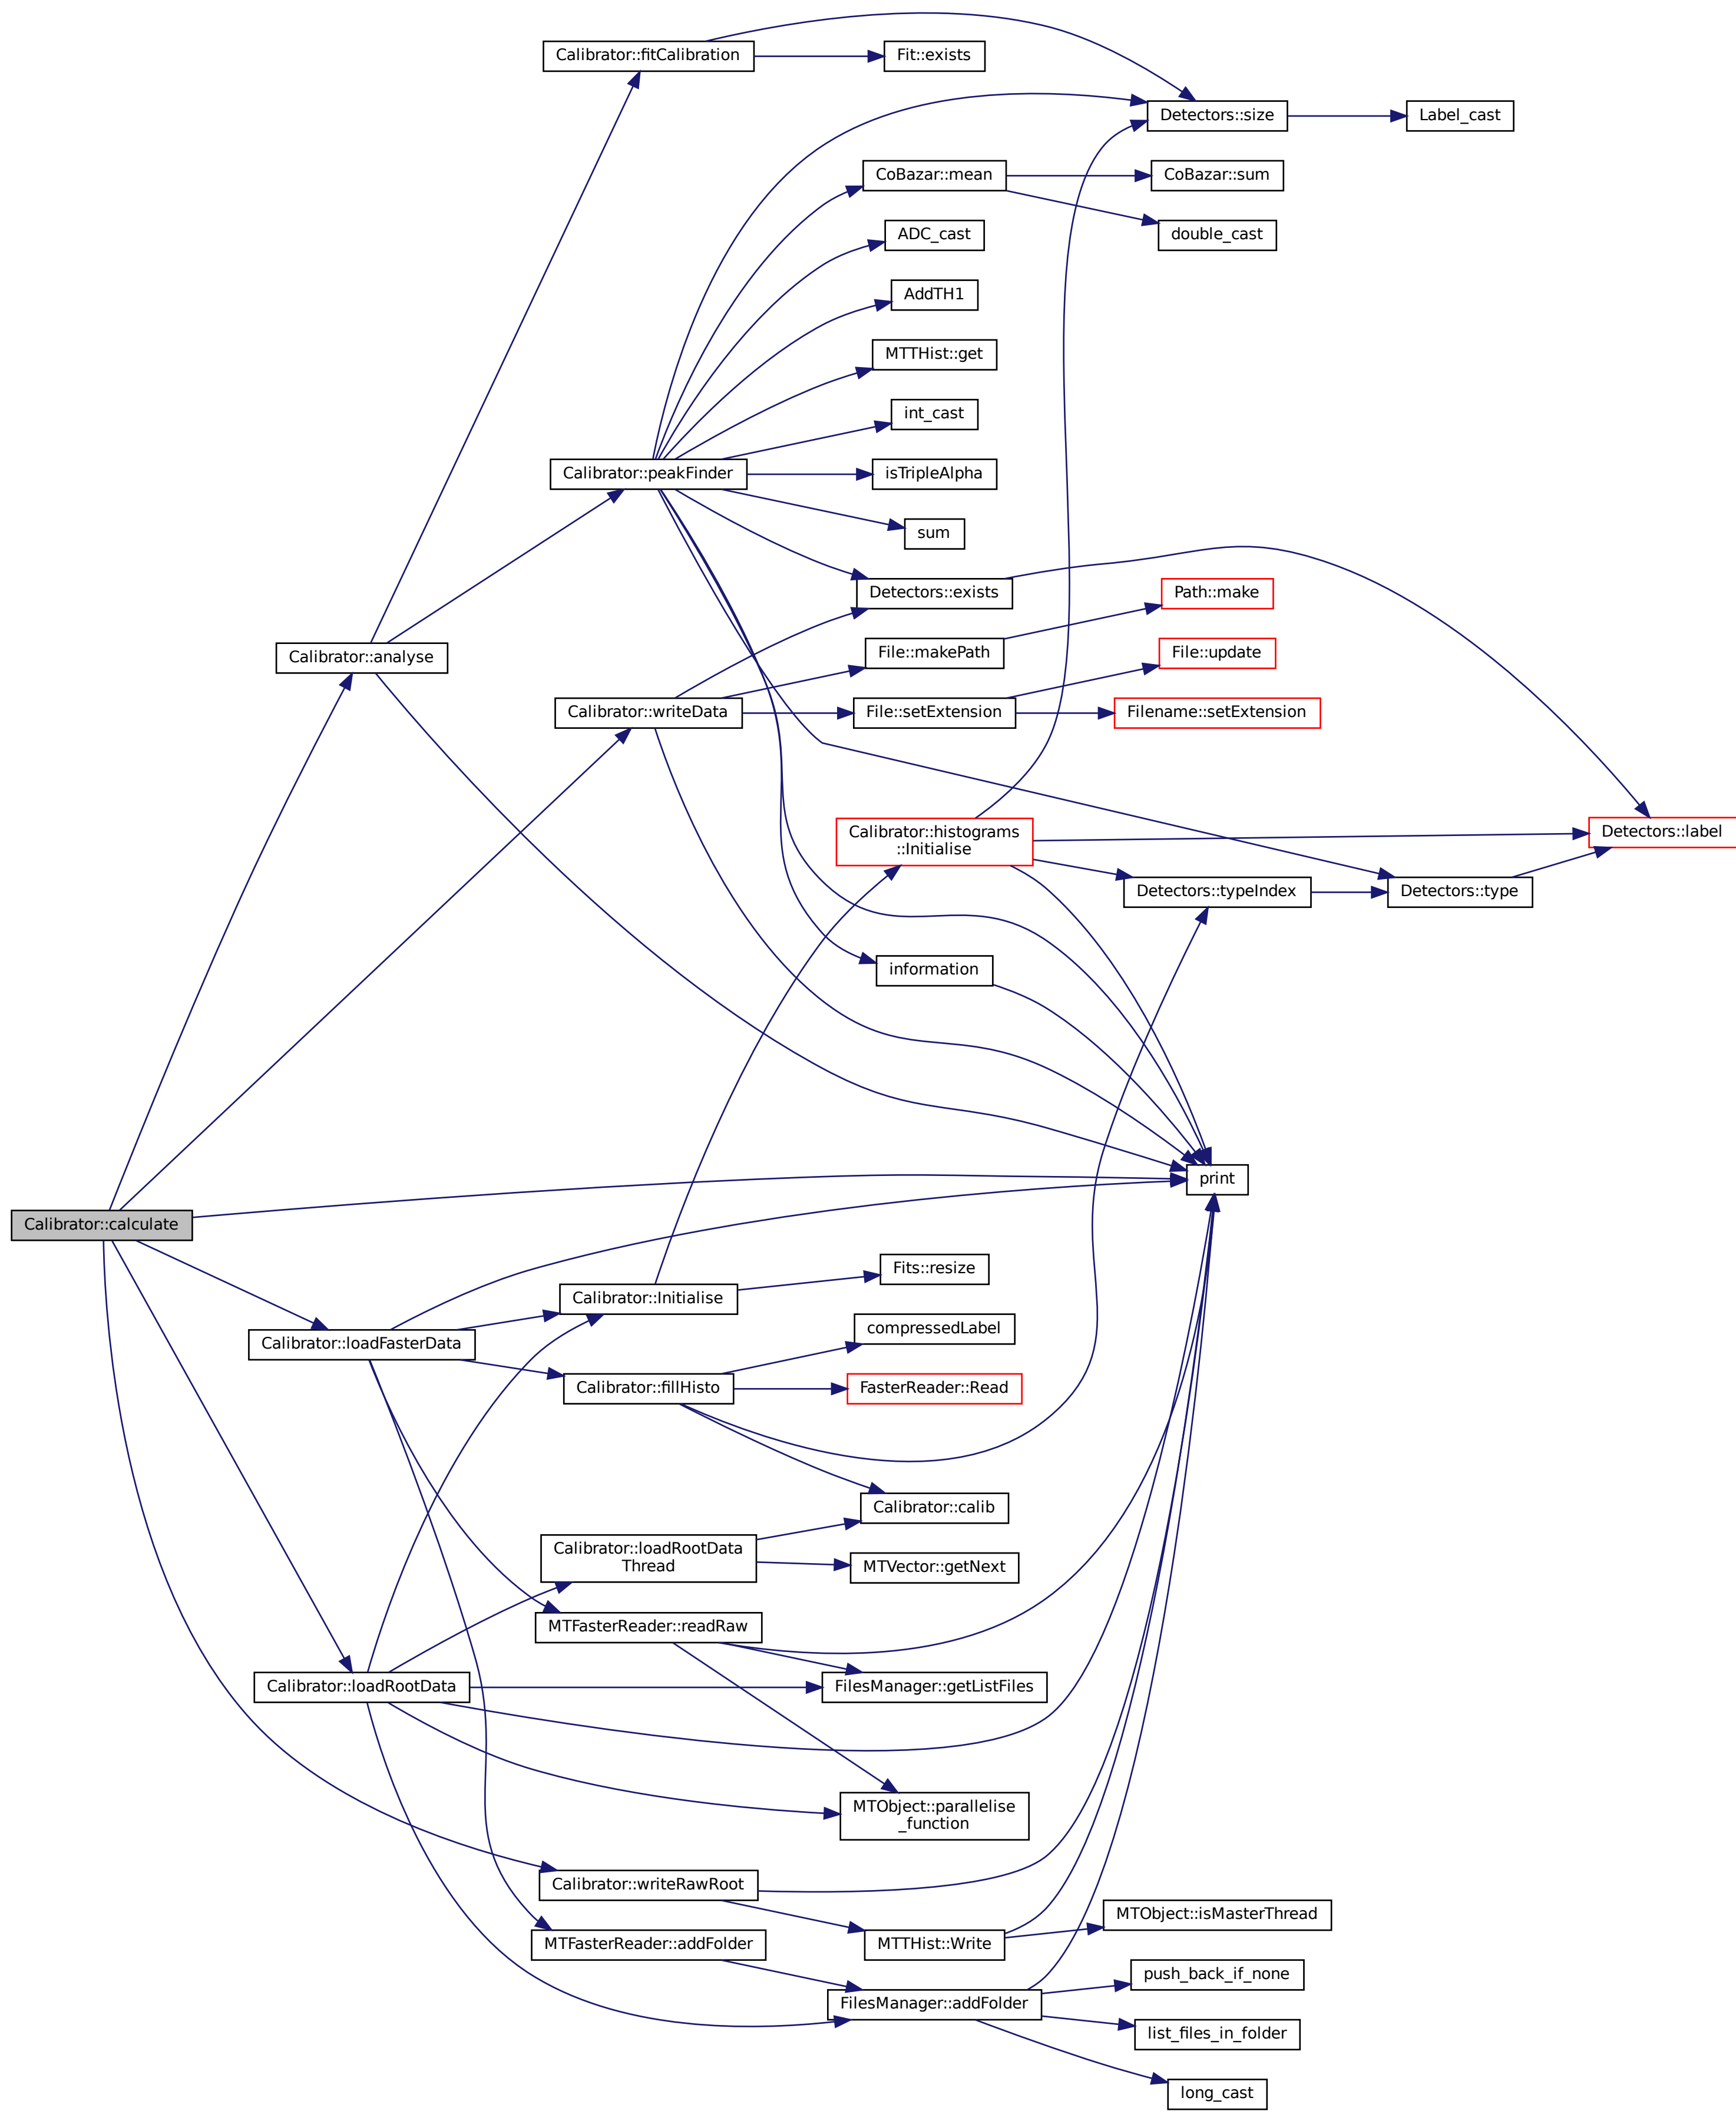 Calibrator::fitCalibration
Fit::exists
Detectors::size
Label_cast
CoBazar::mean
CoBazar::sum
ADC_cast
double_cast
AddTH1
MTTHist::get
int_cast
Calibrator::peakFinder
isTripleAlpha
sum
Detectors::exists
Path::make
Calibrator::analyse
File::makePath
File::update
Calibrator::writeData
File::setExtension
Filename::setExtension
Calibrator::histograms
::Initialise
Detectors::label
Detectors::typeIndex
Detectors::type
information
print
Calibrator::calculate
Fits::resize
Calibrator::Initialise
compressedLabel
Calibrator::loadFasterData
Calibrator::fillHisto
FasterReader::Read
Calibrator::calib
Calibrator::loadRootData
Thread
MTVector::getNext
MTFasterReader::readRaw
Calibrator::loadRootData
FilesManager::getListFiles
MTObject::parallelise
_function
Calibrator::writeRawRoot
MTObject::isMasterThread
MTFasterReader::addFolder
MTTHist::Write
push_back_if_none
FilesManager::addFolder
list_files_in_folder
long_cast